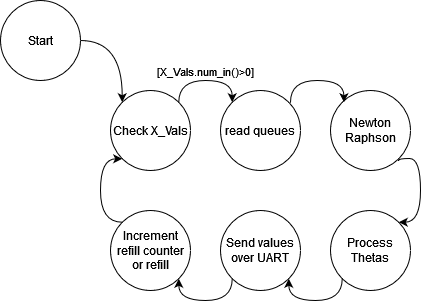 Start
[X_Vals.num_in()>0]
Check X_Vals
read queues
Newton
Raphson
Increment
refill counter
or refill
Send values
over UART
Process
Thetas